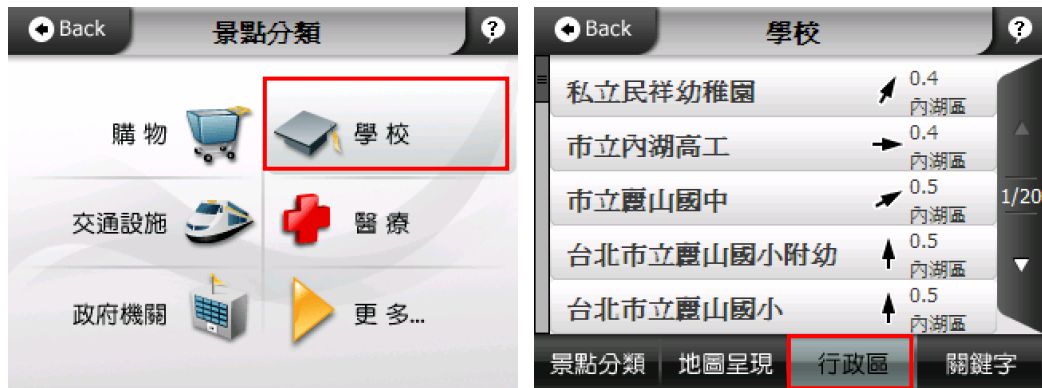 Back 景點分類 ?
購物 學校
交通設施 醫療
政府機關 更多...
Back 學校 ?
私立民祥幼稚園 0.4 內湖區
市立內湖高工 0.4 內湖區
市立麗山國中 0.5 內湖區
台北市立麗山國小附幼 0.5 內湖區
台北市立麗山國小 0.5 內湖區
1/20
景點分類 地圖呈現 行政區 關鍵字